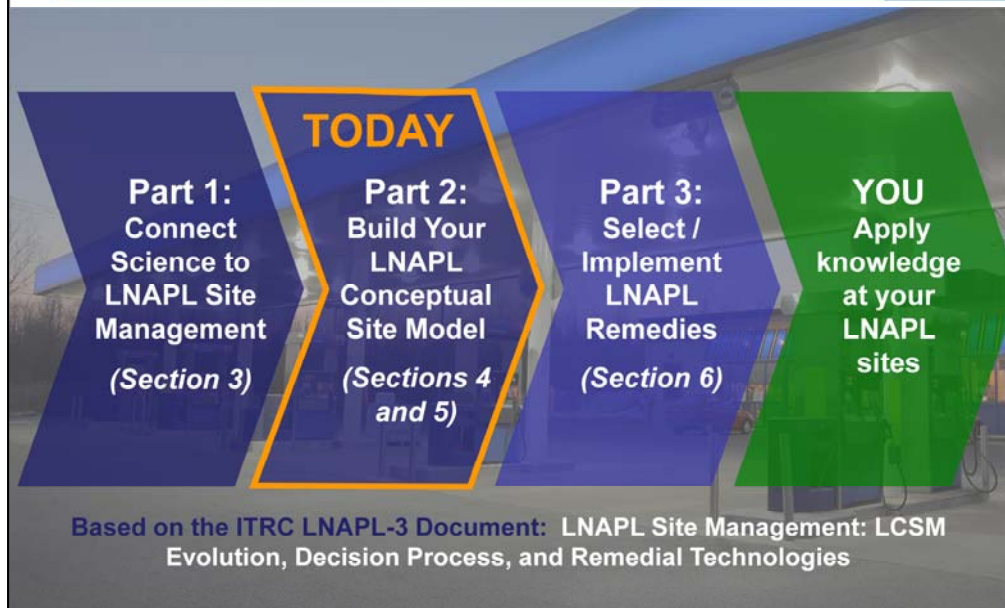 TODAY
Part 1:
Connect
Science to
LNAPL Site
Management
(Section 3)
Part 2:
Build Your
LNAPL
Conceptual
Site Model
(Sections 4
and 5)
Part 3:
Select /
Implement
LNAPL
Remedies
(Section 6)
YOU
Apply
knowledge
at your
LNAPL
sites
Based on the ITRC LNAPL-3 Document: LNAPL Site Management: LCSM
Evolution, Decision Process, and Remedial Technologies